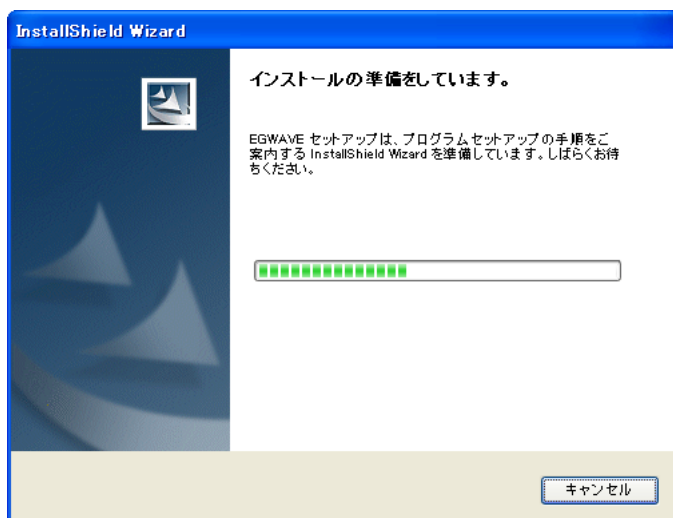 InstallShield Wizard
インストールの準備をしています。
EGWAVE セットアップは、プログラムセットアップの手順をご
案内する InstallShield Wizard を準備しています。しばらくお待
ちください。
キャンセル